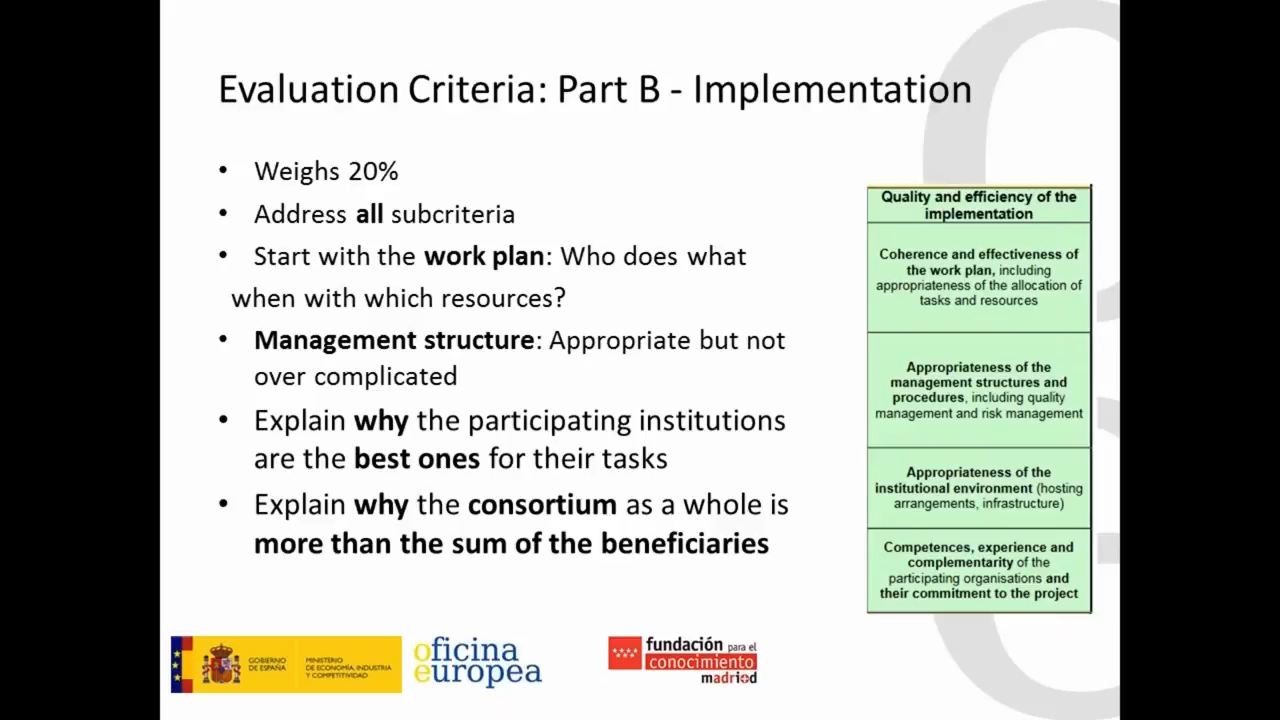 Evaluation Criteria: Part B - Implementation
• Weighs 20%
• Address all subcriteria
• Start with the work plan: Who does what
when with which resources?
• Management structure: Appropriate but not
over complicated
• Explain why the participating institutions
are the best ones for their tasks
• Explain why the consortium as a whole is
more than the sum of the beneficiaries
Quality and efficiency of the
implementation
Coherence and effectiveness of
the work plan, including
appropriateness of the allocation of
tasks and resources
Appropriateness of the
management structures and
procedures, including quality
management and risk management
Appropriateness of the
institutional environment (hosting
arrangements, infrastructure)
Competences, experience and
complementarity of the
participating organisations and
their commitment to the project
GOBIERNO
DE ESPAÑA
MINISTERIO
DE ECONOMÍA, INDUSTRIA
Y COMPETITIVIDAD
oficina
europea
fundación para el
conocimiento
madri+d